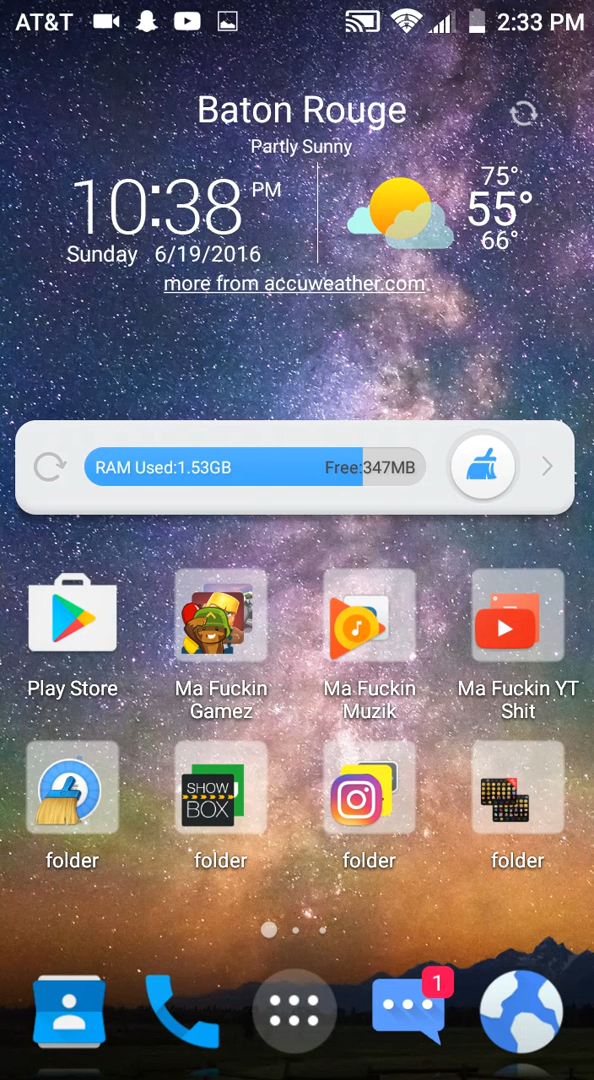 AT&T 2:33 PM
Baton Rouge
Partly Sunny
10:38 PM
75°
55°
66°
Sunday 6/19/2016
more from accuweather.com
RAM Used:1.53GB Free:347MB
Play Store
Ma Fuckin Gamez
Ma Fuckin Muzik
Ma Fuckin YT Shit
SHOW
BOX
folder
folder
folder
folder
1